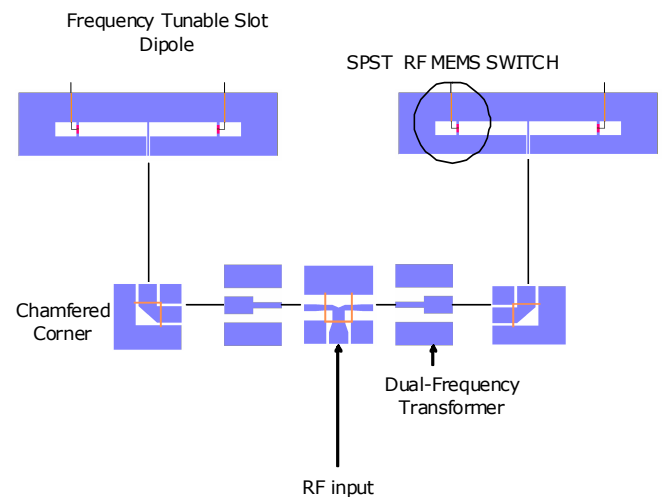 Frequency Tunable Slot
Dipole
SPST RF MEMS SWITCH
Chamfered
Corner
Dual-Frequency
Transformer
RF input